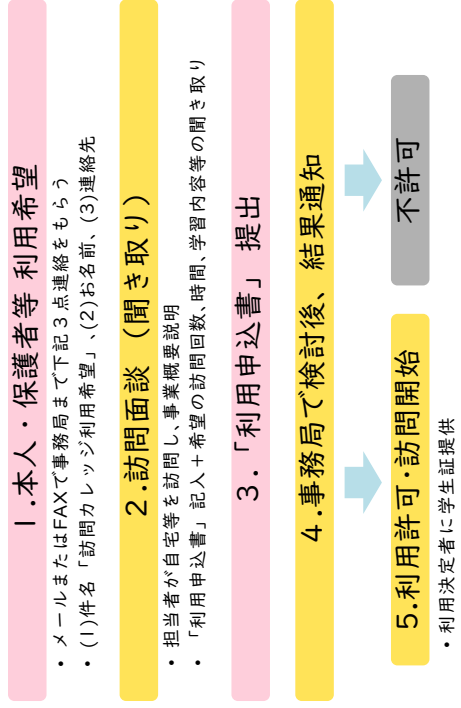 1.本人・保護者等 利用希望
• メールまたはFAXで事務局まで下記3点連絡をもらう
• (1)件名「訪問カレッジ利用希望」、(2)お名前、(3)連絡先
2.訪問面談（聞き取り）
• 担当者が自宅等を訪問し、事業概要説明
• 「利用申込書」記入＋希望の訪問回数、時間、学習内容等の聞き取り
3.「利用申込書」提出
4.事務局で検討後、結果通知
5.利用許可・訪問開始
• 利用決定者に学生証提供
不許可